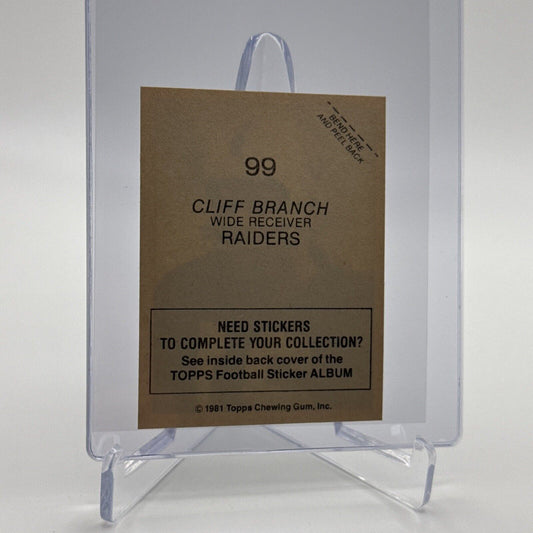 BEND HERE
AND PEEL BACK
99
CLIFF BRANCH
WIDE RECEIVER
RAIDERS
NEED STICKERS
TO COMPLETE YOUR COLLECTION?
See inside back cover of the
TOPPS Football Sticker ALBUM
© 1981 Topps Chewing Gum, Inc.